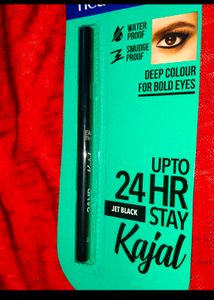 WATER
PROOF
SMUDGE
PROOF
DEEP COLOUR
FOR BOLD EYES
UPTO
24 HR
JET BLACK
STAY
Kajal